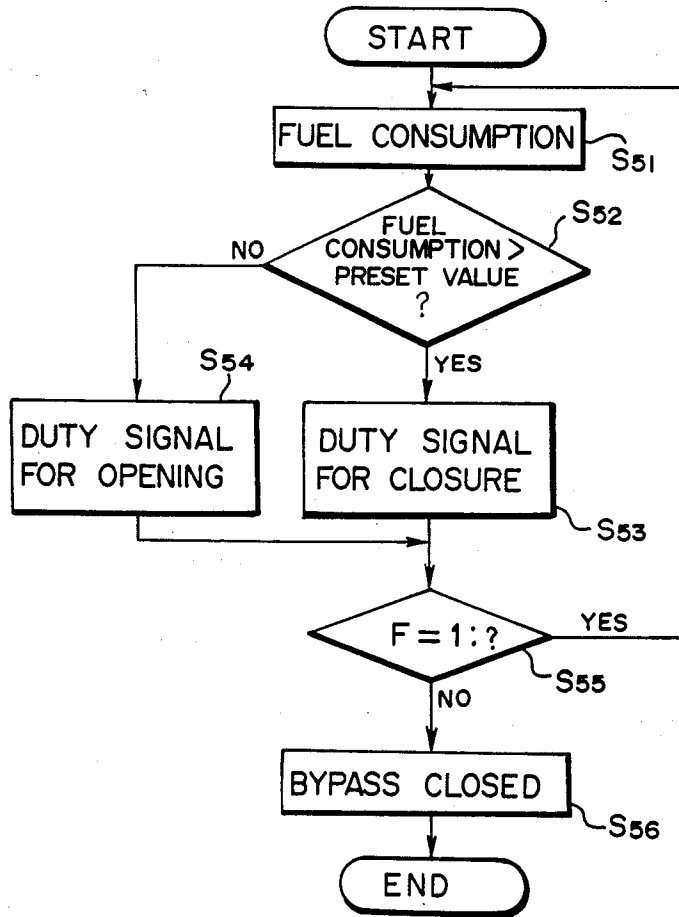 START
FUEL CONSUMPTION
S51
S52
FUEL
CONSUMPTION >
PRESET VALUE
?
NO
YES
S54
DUTY SIGNAL
FOR OPENING
DUTY SIGNAL
FOR CLOSURE
S53
F = 1 : ?
YES
S55
NO
BYPASS CLOSED
S56
END